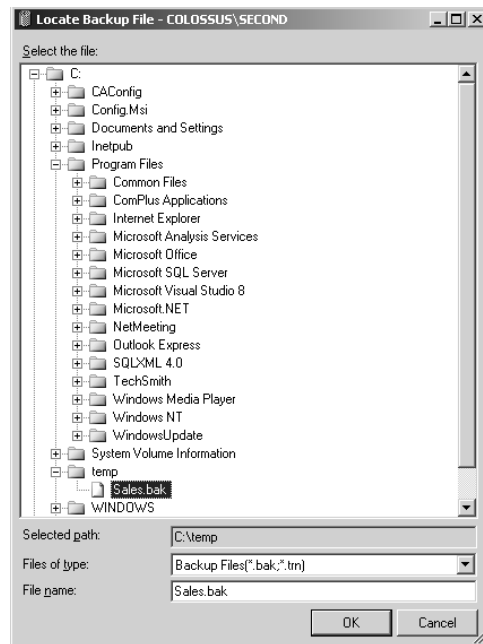 Locate Backup File - COLOSSUS\SECOND
Select the file:
C:
CAConfig
Config.Msi
Documents and Settings
Inetpub
Program Files
Common Files
ComPlus Applications
Internet Explorer
Microsoft Analysis Services
Microsoft Office
Microsoft SQL Server
Microsoft Visual Studio 8
Microsoft.NET
NetMeeting
Outlook Express
SQLXML 4.0
TechSmith
Windows Media Player
Windows NT
WindowsUpdate
System Volume Information
temp
Sales.bak
WINDOWS
Selected path: C:\temp
Files of type: Backup Files(*.bak;*.trn)
File name: Sales.bak
OK Cancel